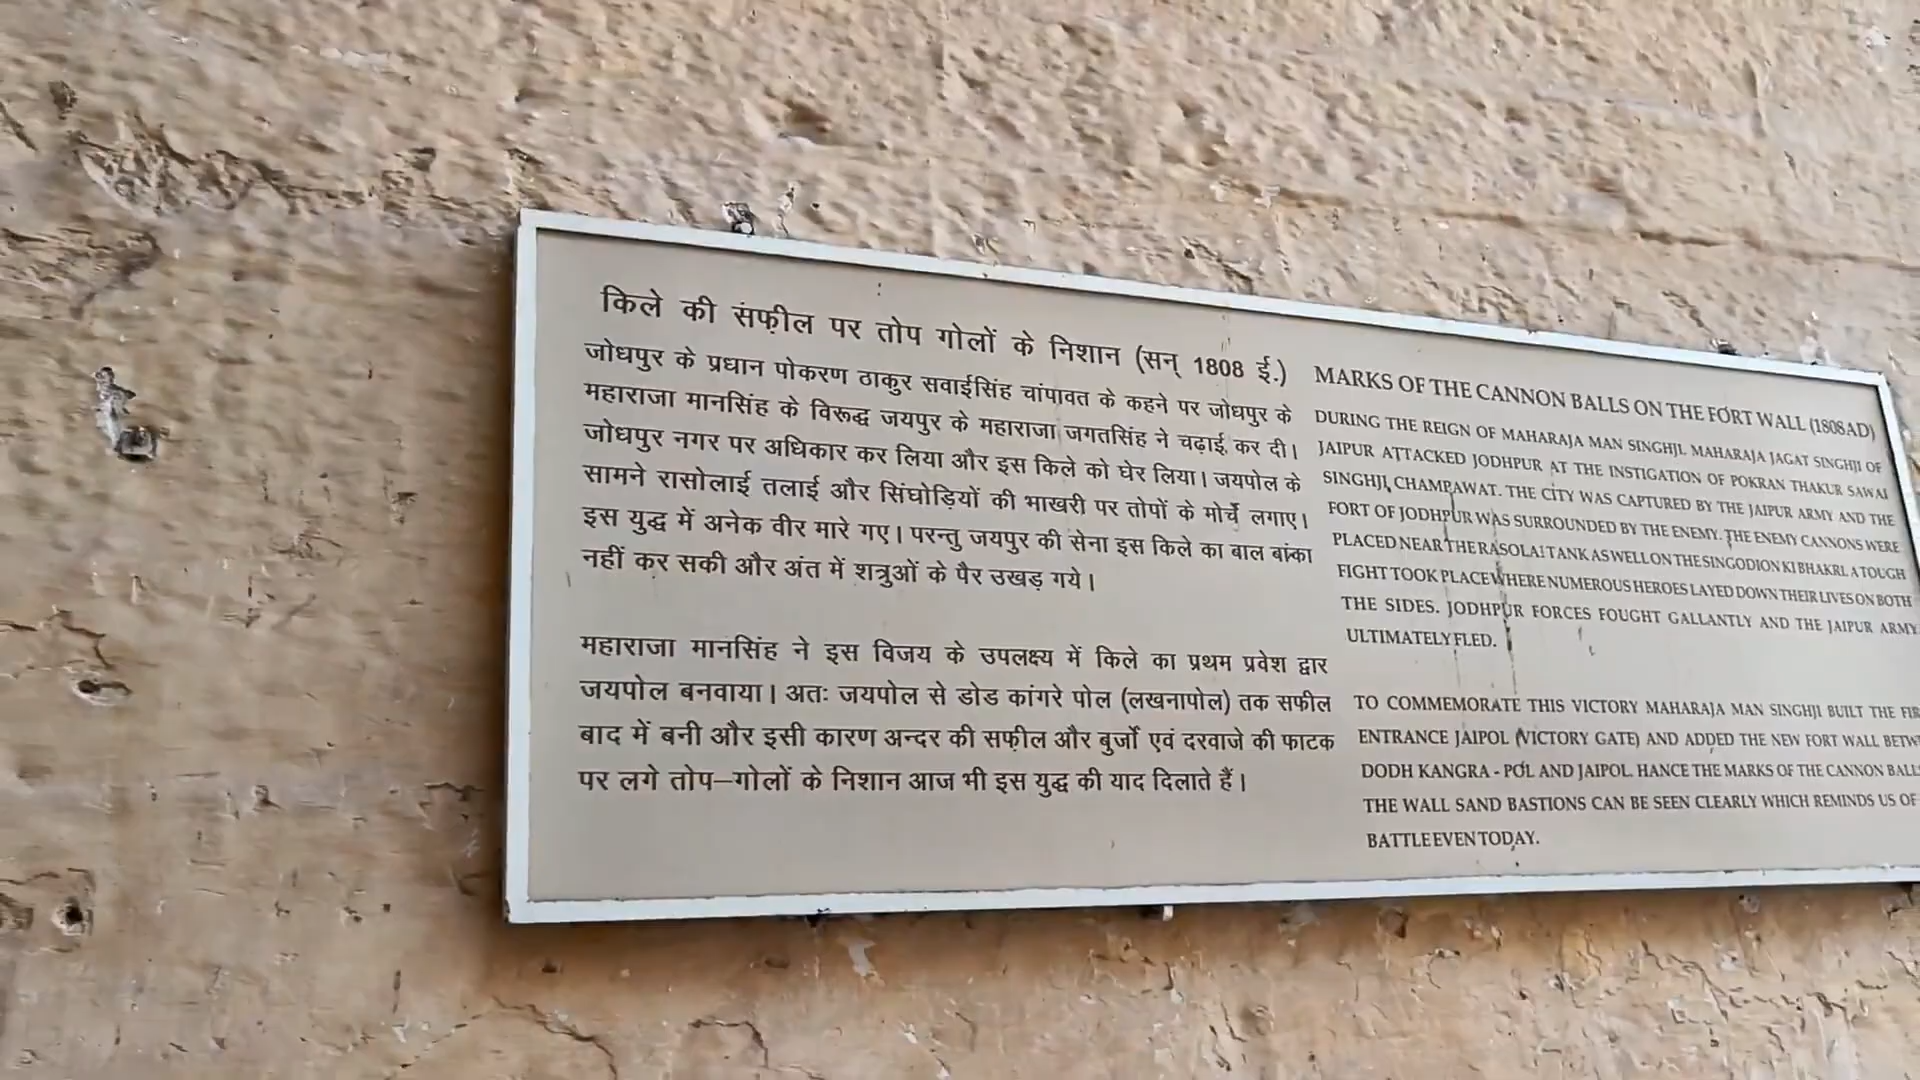 किले की संफ़ील पर तोप गोलों के निशान (सन् 1808 ई.)
जोधपुर के प्रधान पोकरण ठाकुर सवाईसिंह चांपावत के कहने पर जोधपुर के
महाराजा मानसिंह के विरूद्ध जयपुर के महाराजा जगतसिंह ने चढ़ाई कर दी।
जोधपुर नगर पर अधिकार कर लिया और इस किले को घेर लिया। जयपोल के
सामने रासोलाई तलाई और सिंघोड़ियों की भाखरी पर तोपों के मोर्चे लगाए।
इस युद्ध में अनेक वीर मारे गए। परन्तु जयपुर की सेना इस किले का बाल बांका
नहीं कर सकी और अंत में शत्रुओं के पैर उखड़ गये।
महाराजा मानसिंह ने इस विजय के उपलक्ष्य में किले का प्रथम प्रवेश द्वार
जयपोल बनवाया। अतः जयपोल से डोड कांगरे पोल (लखनापोल) तक सफील
बाद में बनी और इसी कारण अन्दर की सफ़ील और बुर्जो एवं दरवाजे की फाटक
पर लगे तोप–गोलों के निशान आज भी इस युद्ध की याद दिलाते हैं।
MARKS OF THE CANNON BALLS ON THE FORT WALL (1808AD)
DURING THE REIGN OF MAHARAJA MAN SINGHJI, MAHARAJA JAGAT SINGHJI OF
JAIPUR ATTACKED JODHPUR AT THE INSTIGATION OF POKRAN THAKUR SAWAI
SINGHJI CHAMPAWAT. THE CITY WAS CAPTURED BY THE JAIPUR ARMY AND THE
FORT OF JODHPUR WAS SURROUNDED BY THE ENEMY. THE ENEMY CANNONS WERE
PLACED NEAR THE RASOLAI TANK AS WELL ON THE SINGODION KI BHAKRI. A TOUGH
FIGHT TOOK PLACE WHERE NUMEROUS HEROES LAYED DOWN THEIR LIVES ON BOTH
THE SIDES. JODHPUR FORCES FOUGHT GALLANTLY AND THE JAIPUR ARMY
ULTIMATELY FLED.
TO COMMEMORATE THIS VICTORY MAHARAJA MAN SINGHJI BUILT THE
ENTRANCE JAIPOL (VICTORY GATE) AND ADDED THE NEW FORT WALL
DODH KANGRA - POL AND JAIPOL. HANCE THE MARKS OF THE CANNON
THE WALL SAND BASTIONS CAN BE SEEN CLEARLY WHICH REMINDS US OF
BATTLE EVEN TODAY.